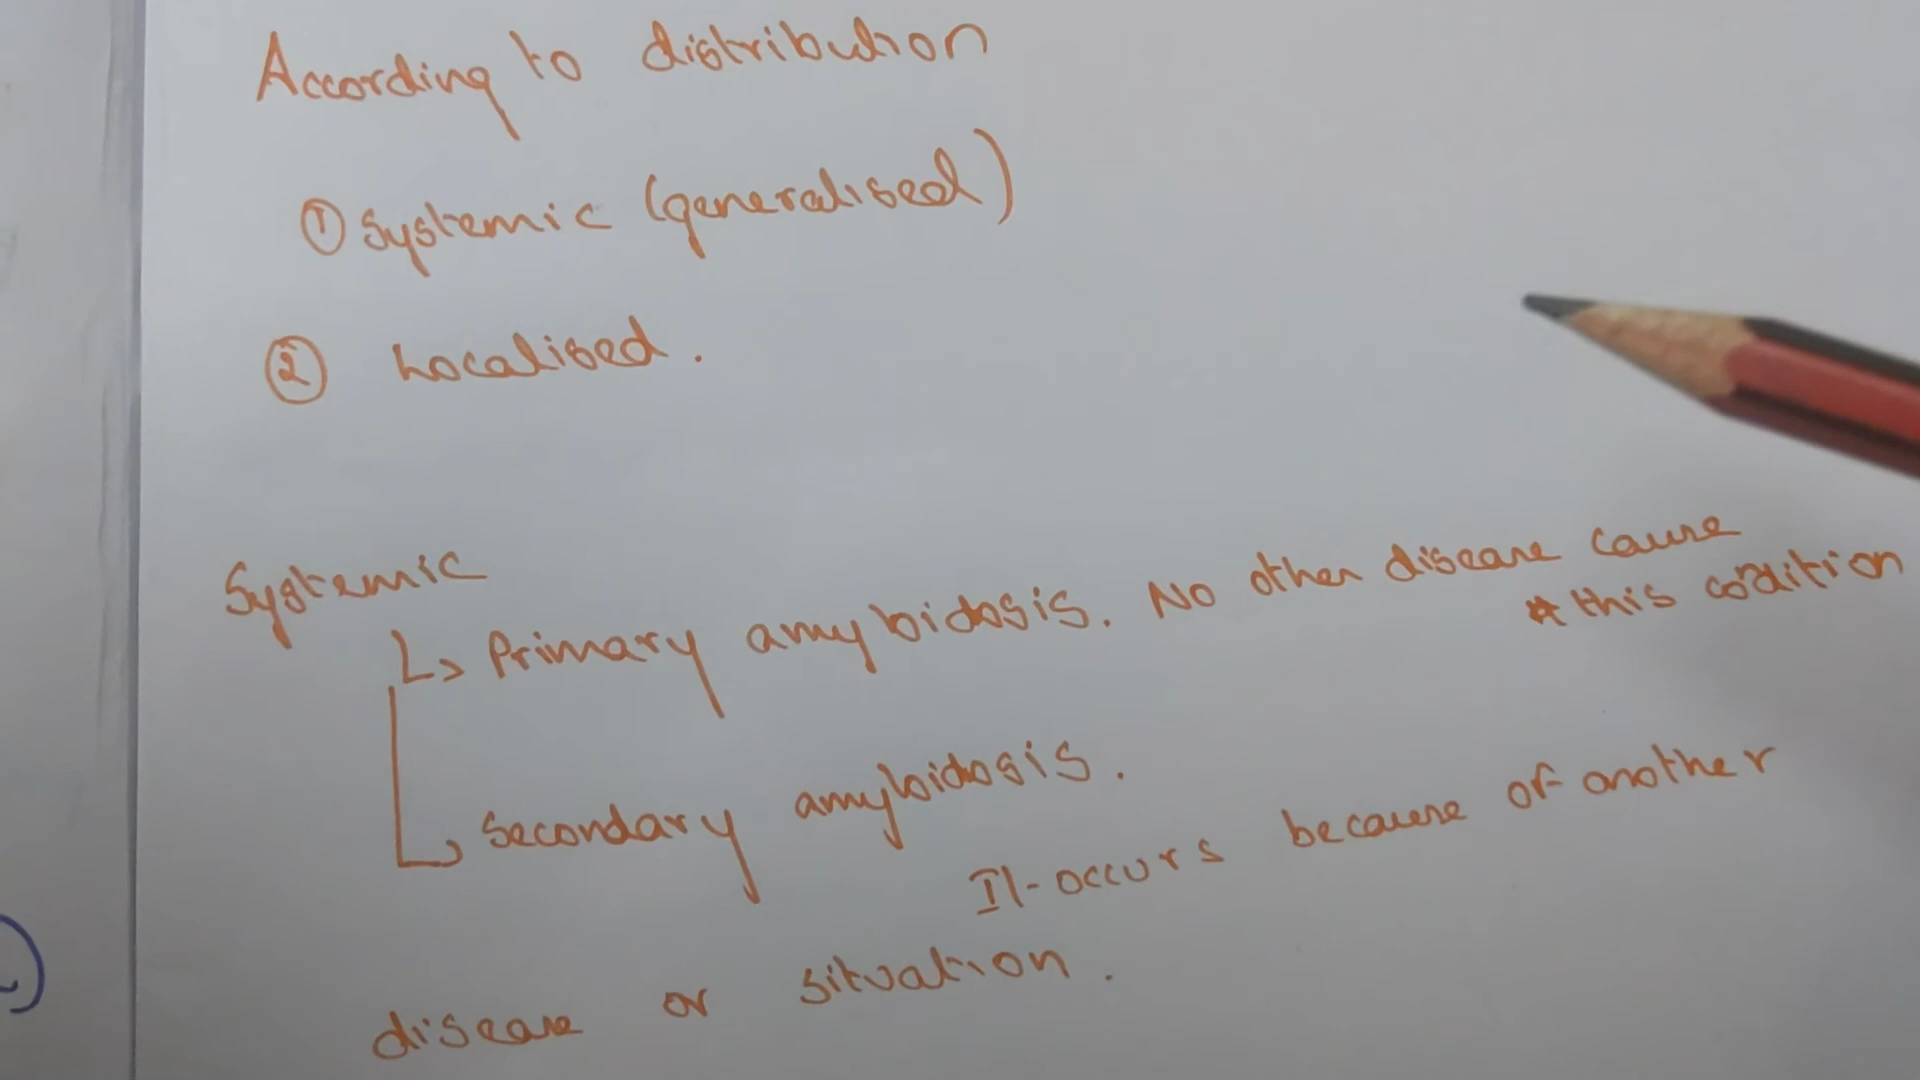 According to distribution
① Systemic (generalised)
② Localised.
Systemic
↳ Primary amyloidosis. No other disease cause
this condition
↳ Secondary amyloidosis.
It occurs because of another
disease or situation.